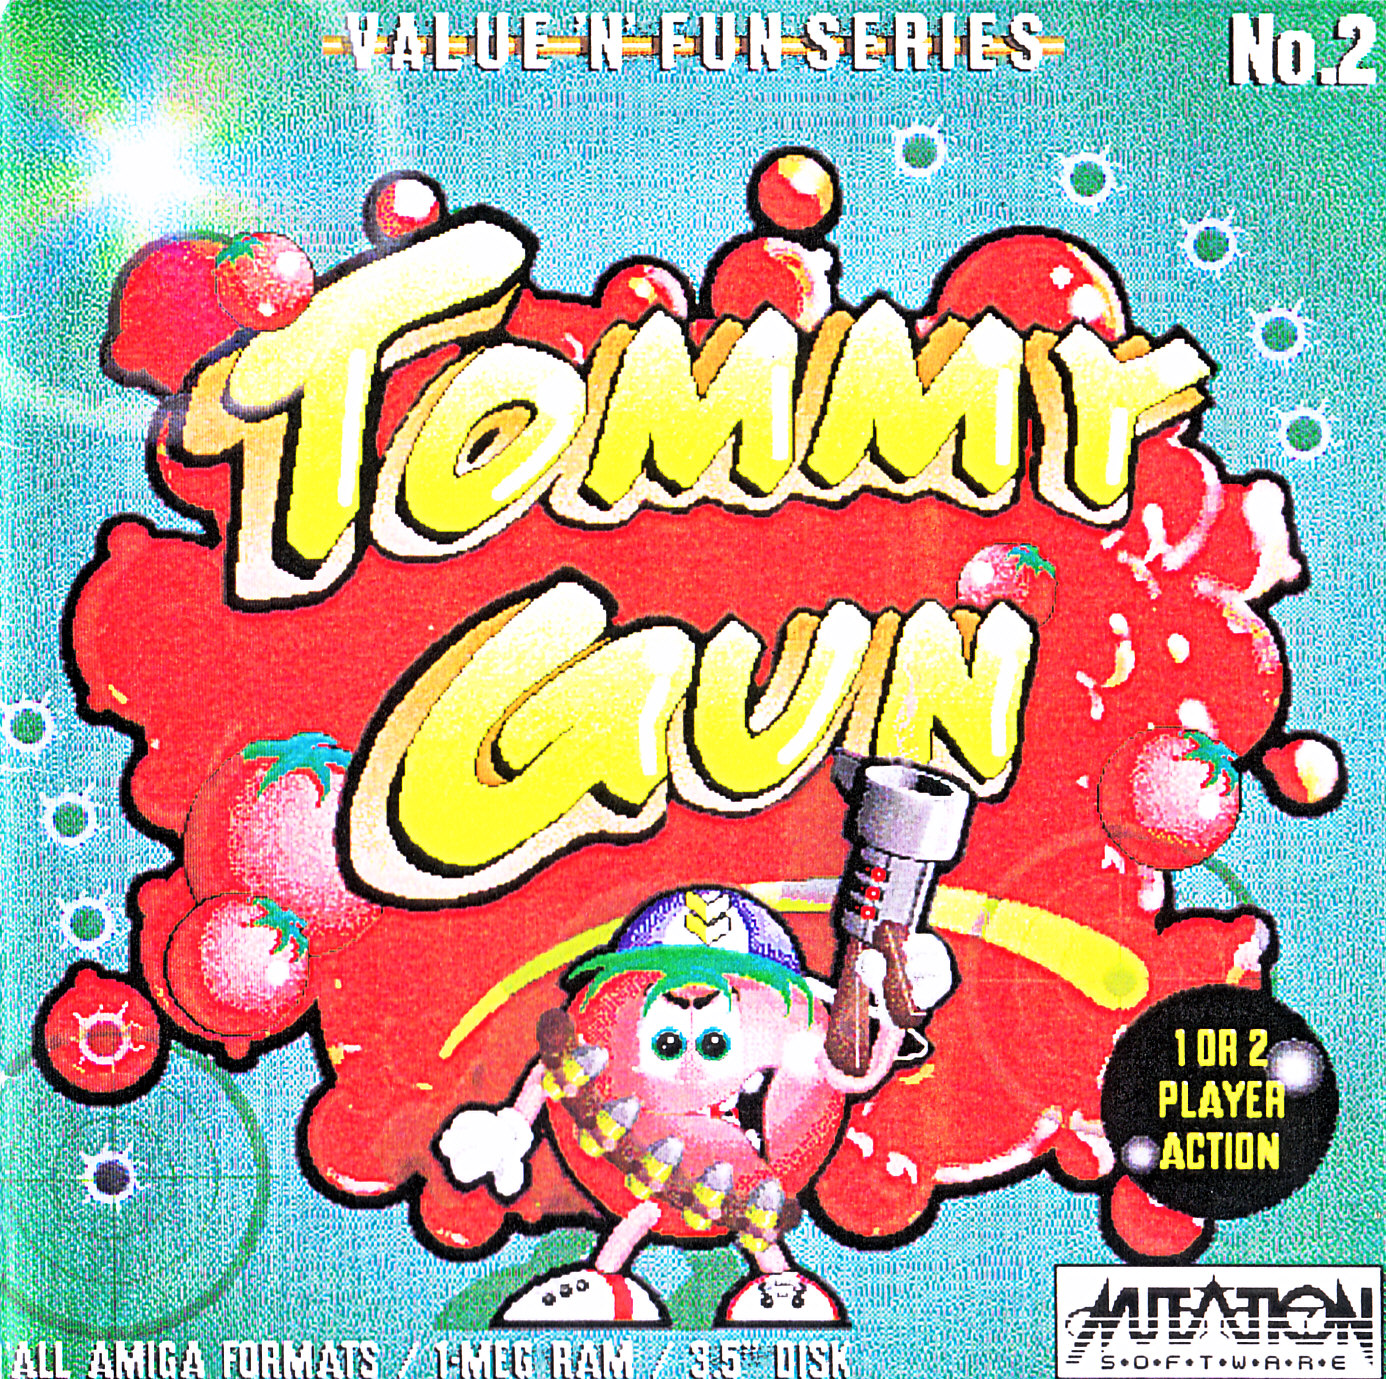 VALUE 'N' FUN SERIES
No.2
TOMMY
GUN
1 OR 2
PLAYER
ACTION
MUTATION
S•O•F•T•W•A•R•E
ALL AMIGA FORMATS / 1-MEG RAM / 3.5" DISK